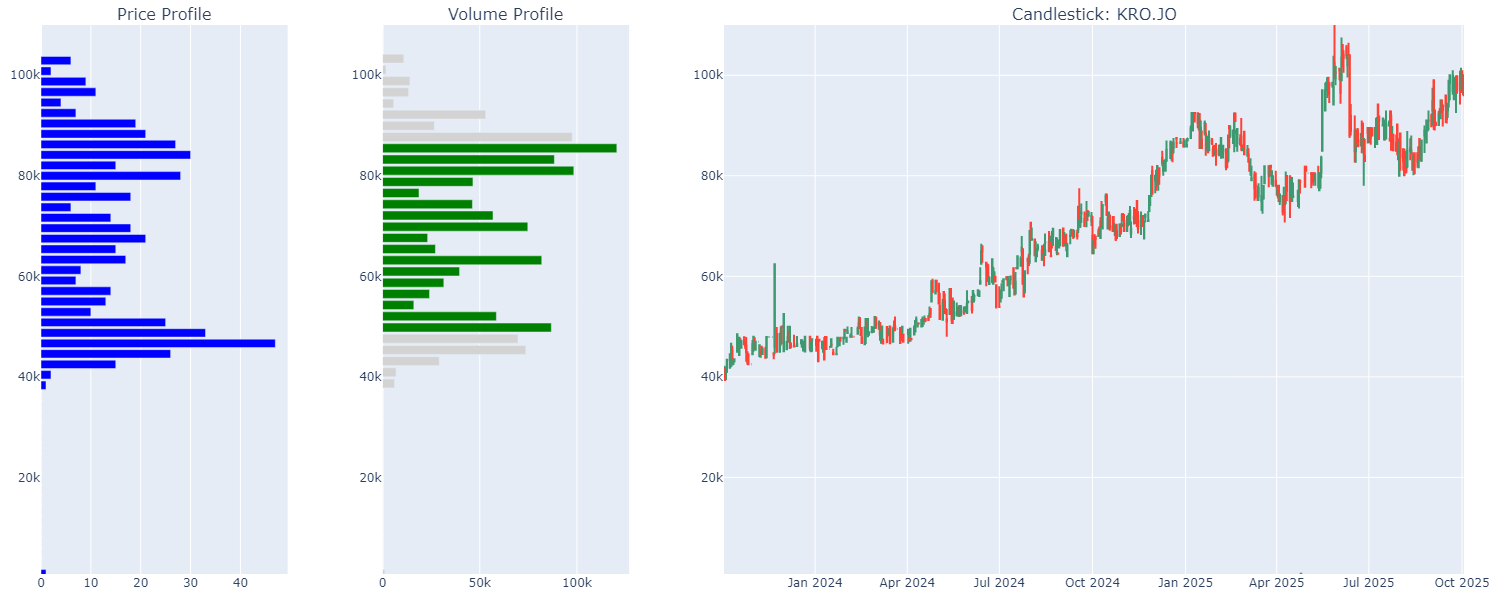 Price Profile
Volume Profile
Candlestick: KRO.JO
100k
80k
60k
40k
20k
0
10
20
30
40
100k
80k
60k
40k
20k
0
50k
100k
100k
80k
60k
40k
20k
Jan 2024
Apr 2024
Jul 2024
Oct 2024
Jan 2025
Apr 2025
Jul 2025
Oct 2025